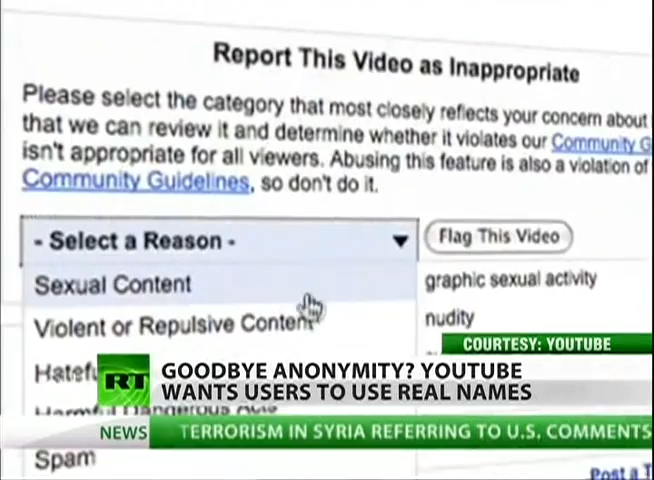 Report This Video as Inappropriate
Please select the category that most closely reflects your concern about
that we can review it and determine whether it violates our Community G
isn't appropriate for all viewers. Abusing this feature is also a violation of
Community Guidelines, so don't do it.
- Select a Reason -
Flag This Video
Sexual Content
graphic sexual activity
Violent or Repulsive Content
nudity
COURTESY: YOUTUBE
Hatef
RT
GOODBYE ANONYMITY? YOUTUBE
WANTS USERS TO USE REAL NAMES
NEWS
TERRORISM IN SYRIA REFERRING TO U.S. COMMENTS
Spam
Post a T